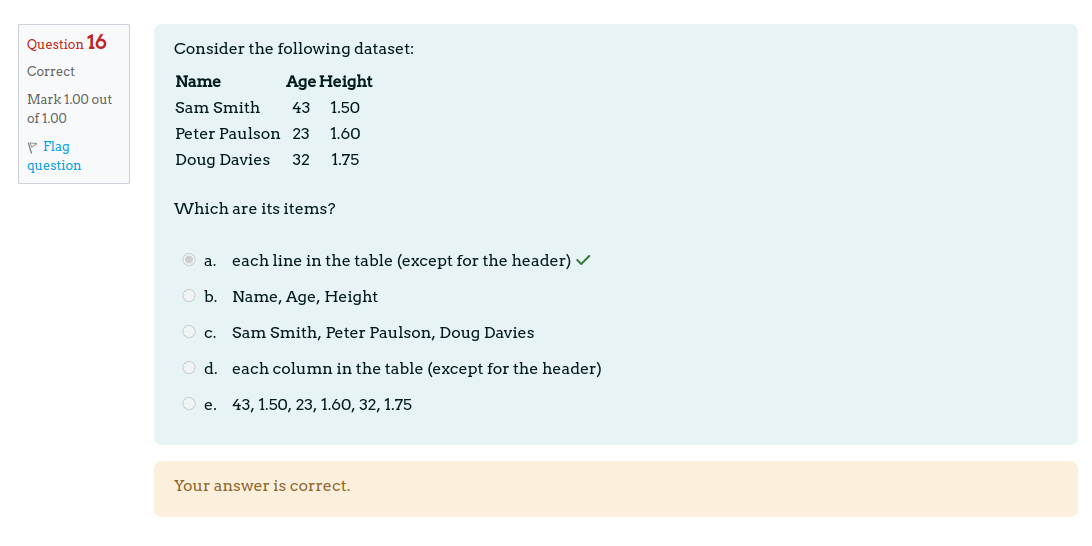 Question 16
Correct
Mark 1.00 out
of 1.00
Flag
question
Consider the following dataset:
Name Age Height
Sam Smith 43 1.50
Peter Paulson 23 1.60
Doug Davies 32 1.75
Which are its items?
a. each line in the table (except for the header)
b. Name, Age, Height
c. Sam Smith, Peter Paulson, Doug Davies
d. each column in the table (except for the header)
e. 43, 1.50, 23, 1.60, 32, 1.75
Your answer is correct.